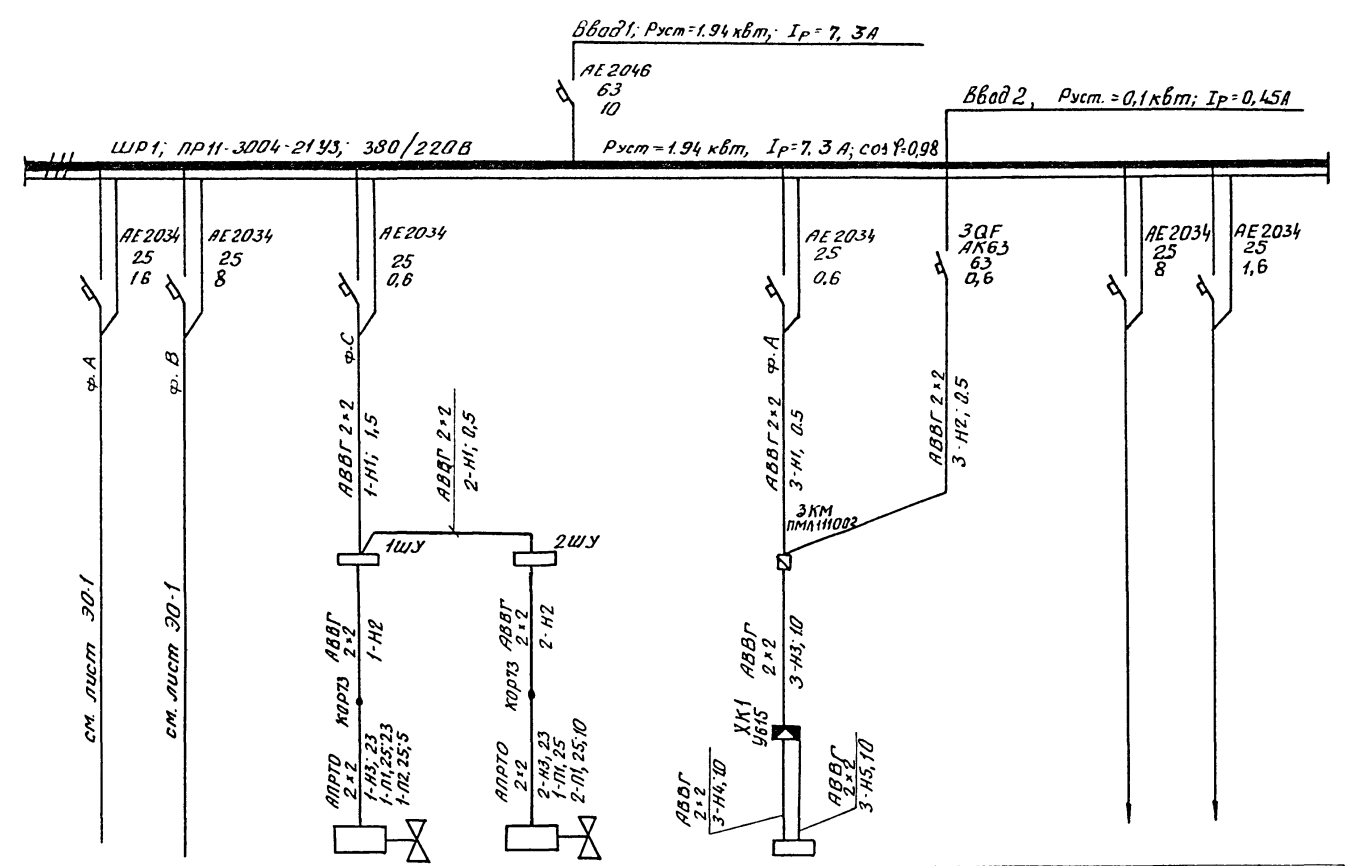 Ввод1; Руст=1.94 квт; Iр=7,3А
АЕ2046
63
10
Ввод 2, Руст.=0,1квт; Iр=0,45А
ШР1; ПР11-3004-21У3; 380/220В
Руст=1.94 квт, Iр=7.3 А; cosφ=0,98
АЕ2034
25
16
АЕ2034
25
8
АЕ2034
25
0,6
АЕ2034
25
0,6
3QF
АК63
63
0,6
АЕ2034
25
8
АЕ2034
25
1,6
ф.А
ф.В
ф.С
ф.А
АВВГ 2×2
1-Н1; 1,5
АВВГ 2×2
2-Н1; 0,5
АВВГ 2×2
3-Н1, 0.5
АВВГ 2×2
3-Н2; 0.5
3КМ
ПМЛ111002
1ШУ
2ШУ
см. лист ЭО-1
см. лист ЭО-1
АВВГ
2×2
1-Н2
АВВГ
2×2
2-Н2
АВВГ
2×2
3-Н3; 1.0
КОР73
КОР73
ХК1
У615
АПРТО
2×2
1-Н3; 23
1-П1,25;23
1-П2,25;5
АПРТО
2×2
2-Н3; 23
1-П1, 25
2-П1, 25; 10
АВВГ
2×2
3-Н4; 1.0
АВВГ
2×2
3-Н5, 1.0